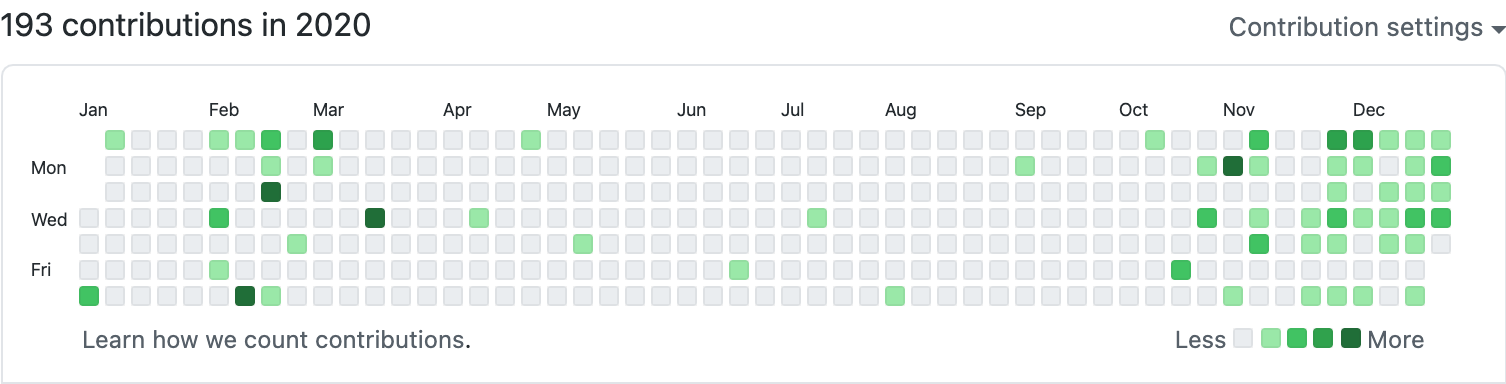 193 contributions in 2020
Contribution settings
Jan Feb Mar Apr May Jun Jul Aug Sep Oct Nov Dec
Mon
Wed
Fri
Learn how we count contributions.
Less More